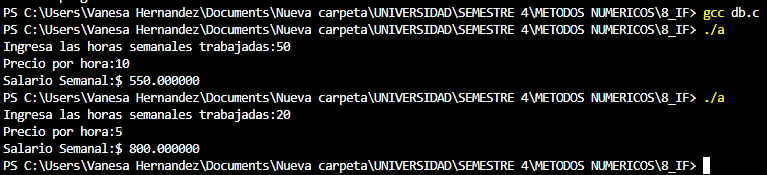 PS C:\Users\Vanesa Hernandez\Documents\Nueva carpeta\UNIVERSIDAD\SEMESTRE 4\METODOS NUMERICOS\8_IF> gcc db.c
PS C:\Users\Vanesa Hernandez\Documents\Nueva carpeta\UNIVERSIDAD\SEMESTRE 4\METODOS NUMERICOS\8_IF> ./a
Ingresa las horas semanales trabajadas:50
Precio por hora:10
Salario Semanal:$ 550.000000
PS C:\Users\Vanesa Hernandez\Documents\Nueva carpeta\UNIVERSIDAD\SEMESTRE 4\METODOS NUMERICOS\8_IF> ./a
Ingresa las horas semanales trabajadas:20
Precio por hora:5
Salario Semanal:$ 800.000000
PS C:\Users\Vanesa Hernandez\Documents\Nueva carpeta\UNIVERSIDAD\SEMESTRE 4\METODOS NUMERICOS\8_IF>